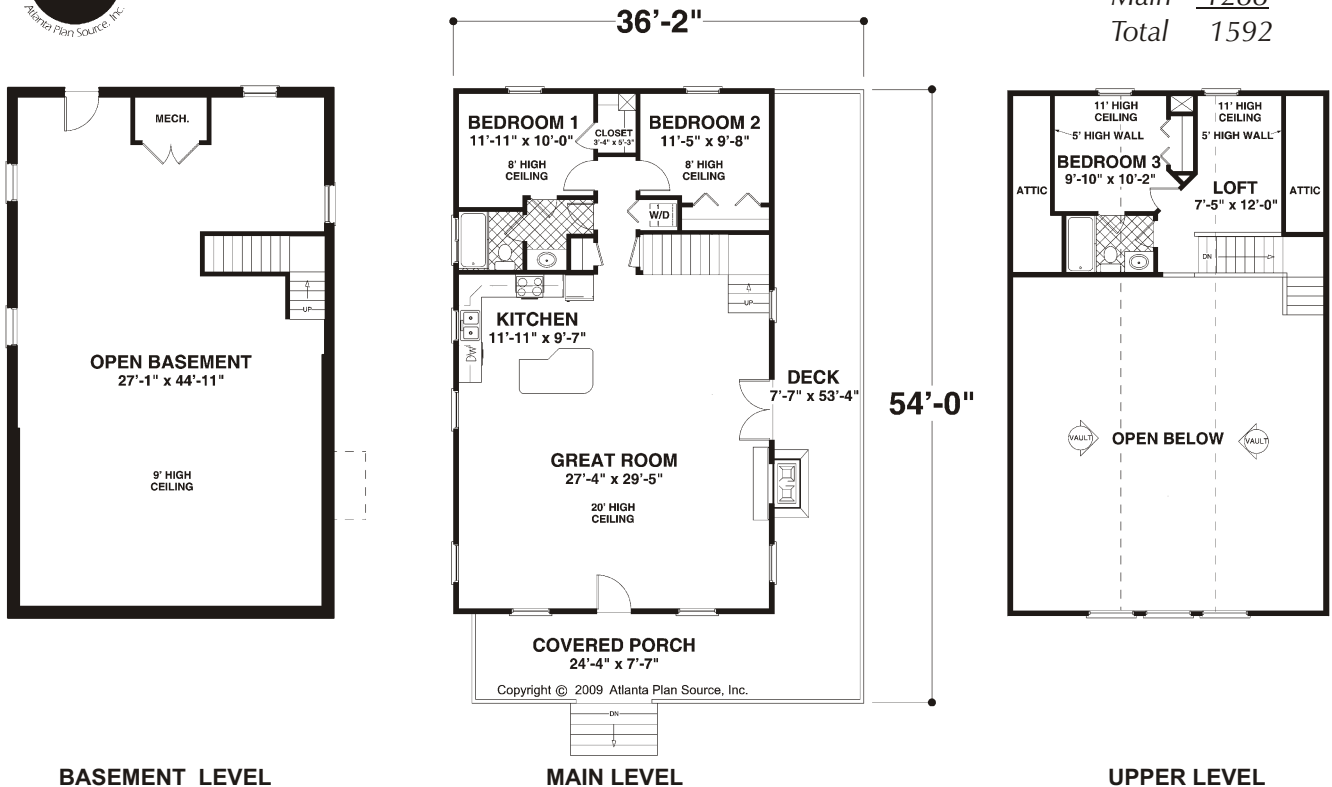 Atlanta Plan Source, Inc.
36'-2"
Total 1592
MECH.
OPEN BASEMENT
27'-1" x 44'-11"
9' HIGH
CEILING
UP
BASEMENT LEVEL
BEDROOM 1
11'-11" x 10'-0"
8' HIGH
CEILING
CLOSET
3'-4" x 5'-3"
BEDROOM 2
11'-5" x 9'-8"
8' HIGH
CEILING
W/D
UP
KITCHEN
11'-11" x 9'-7"
DW
DECK
7'-7" x 53'-4"
54'-0"
GREAT ROOM
27'-4" x 29'-5"
20' HIGH
CEILING
COVERED PORCH
24'-4" x 7'-7"
Copyright © 2009 Atlanta Plan Source, Inc.
DN
MAIN LEVEL
11' HIGH
CEILING
5' HIGH WALL
BEDROOM 3
9'-10" x 10'-2"
ATTIC
11' HIGH
CEILING
5' HIGH WALL
LOFT
7'-5" x 12'-0"
ATTIC
DN
VAULT
OPEN BELOW
VAULT
UPPER LEVEL